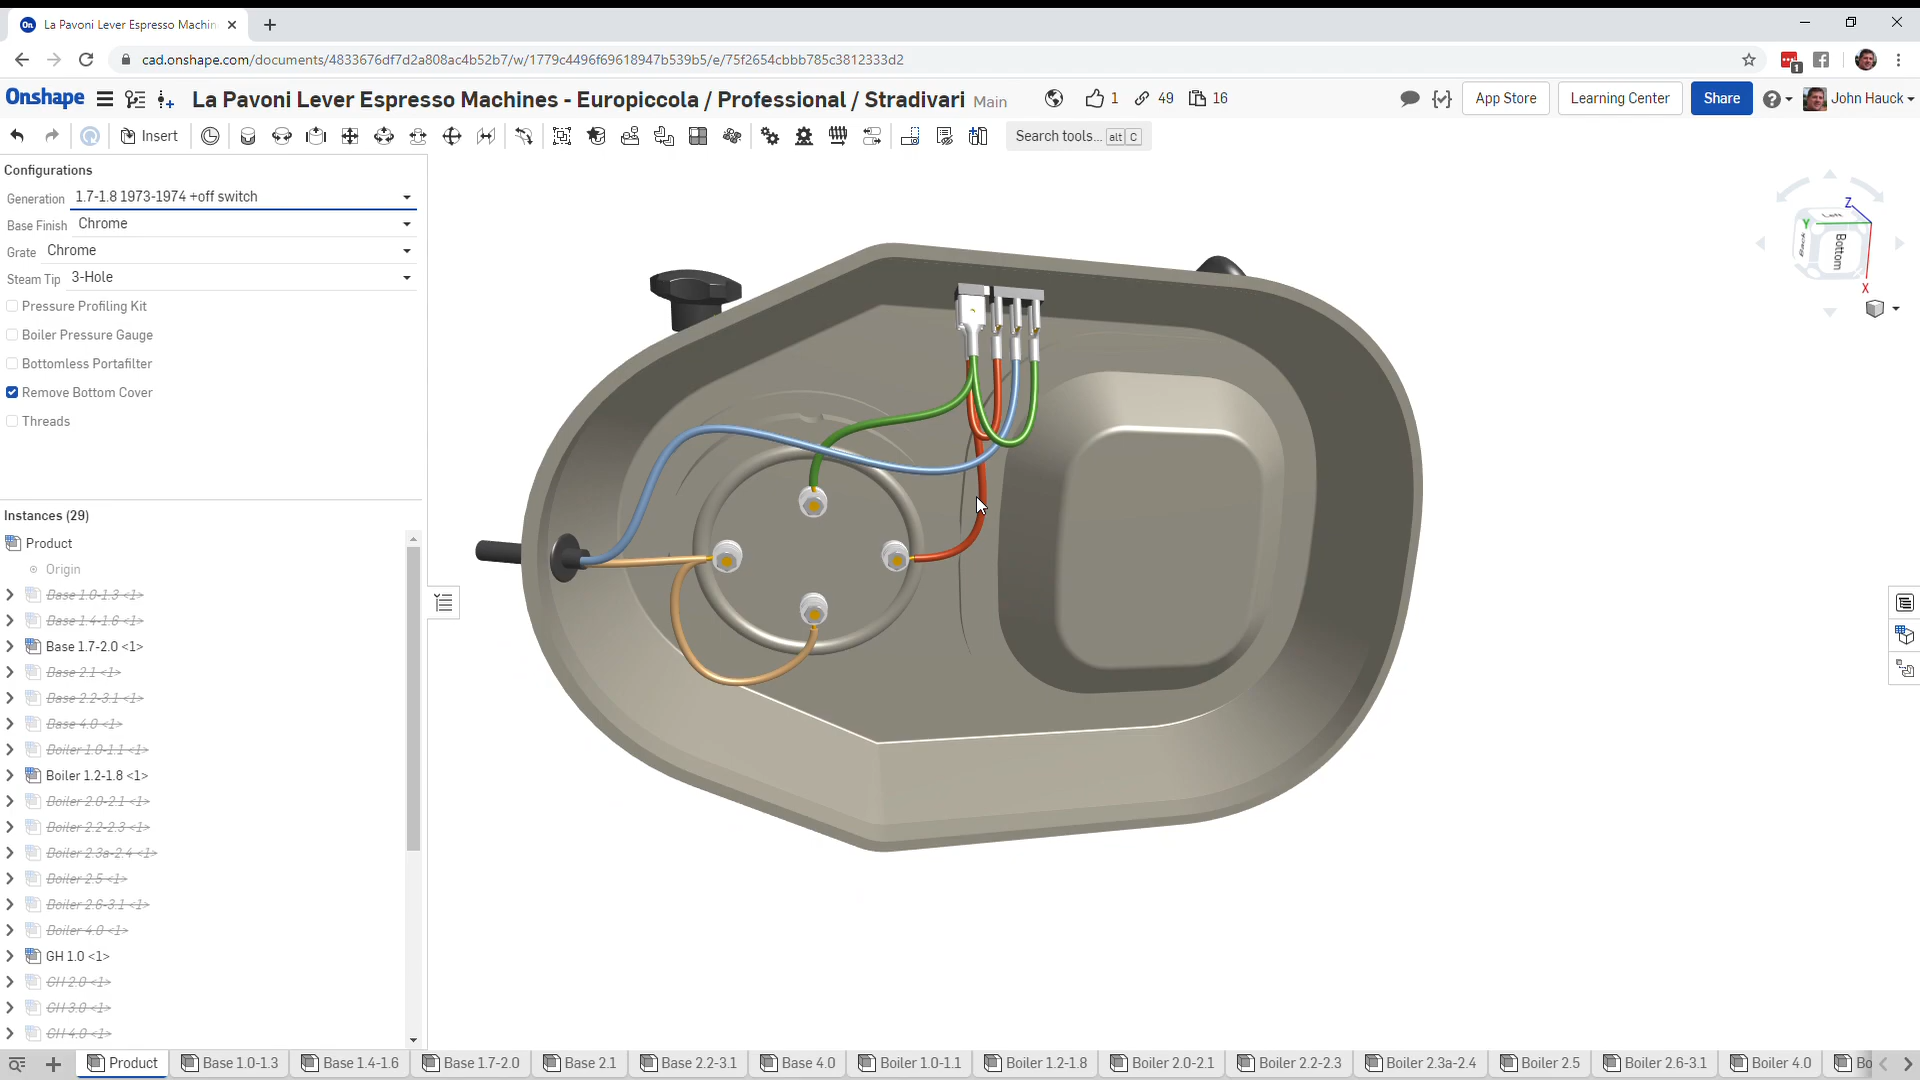 La Pavoni Lever Espresso Machin
cad.onshape.com/documents/4833676df7d2a808ac4b52b7/w/1779c4496f69618947b539b5/e/75f2654cbbb785c3812333d2
1
Onshape
La Pavoni Lever Espresso Machines - Europiccola / Professional / Stradivari Main
1
49
16
App Store
Learning Center
Share
John Hauck
Insert
Search tools... alt C
Configurations
Generation 1.7-1.8 1973-1974 +off switch
Base Finish Chrome
Grate Chrome
Steam Tip 3-Hole
Pressure Profiling Kit
Boiler Pressure Gauge
Bottomless Portafilter
Remove Bottom Cover
Threads
Z
Y
Left
Back
Bottom
X
Instances (29)
Product
Origin
Base 1.0-1.3 <1>
Base 1.4-1.6 <1>
Base 1.7-2.0 <1>
Base 2.1 <1>
Base 2.2-3.1 <1>
Base 4.0 <1>
Boiler 1.0-1.1 <1>
Boiler 1.2-1.8 <1>
Boiler 2.0-2.1 <1>
Boiler 2.2-2.3 <1>
Boiler 2.3a-2.4 <1>
Boiler 2.5 <1>
Boiler 2.6-3.1 <1>
Boiler 4.0 <1>
GH 1.0 <1>
GH 2.0 <1>
GH 3.0 <1>
GH 4.0 <1>
Product
Base 1.0-1.3
Base 1.4-1.6
Base 1.7-2.0
Base 2.1
Base 2.2-3.1
Base 4.0
Boiler 1.0-1.1
Boiler 1.2-1.8
Boiler 2.0-2.1
Boiler 2.2-2.3
Boiler 2.3a-2.4
Boiler 2.5
Boiler 2.6-3.1
Boiler 4.0
Bo